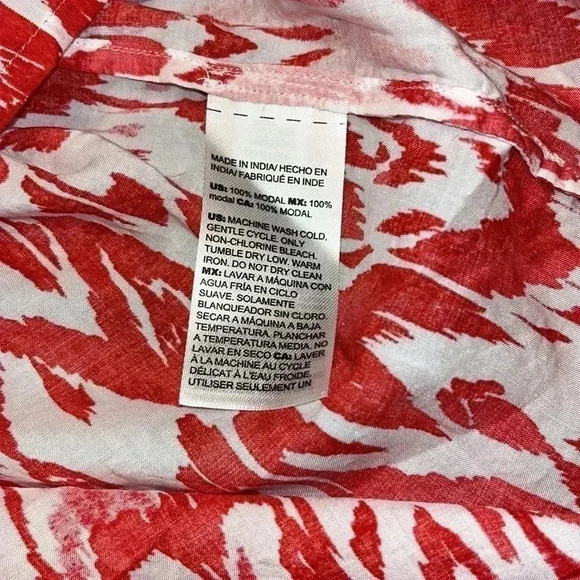 MADE IN INDIA/ HECHO EN
INDIA/ FABRIQUÉ EN INDE
US: 100% MODAL MX: 100%
modal CA: 100% MODAL
US: MACHINE WASH COLD,
GENTLE CYCLE. ONLY
NON-CHLORINE BLEACH.
TUMBLE DRY LOW. WARM
IRON. DO NOT DRY CLEAN
MX: LAVAR A MÁQUINA CON
AGUA FRÍA EN CICLO
SUAVE. SOLAMENTE
BLANQUEADOR SIN CLORO.
SECAR A MÁQUINA A BAJA
TEMPERATURA. PLANCHAR
A TEMPERATURA MEDIA. NO
LAVAR EN SECO CA: LAVER
À LA MACHINE AU CYCLE
DÉLICAT À L'EAU FROIDE.
UTILISER SEULEMENT UN